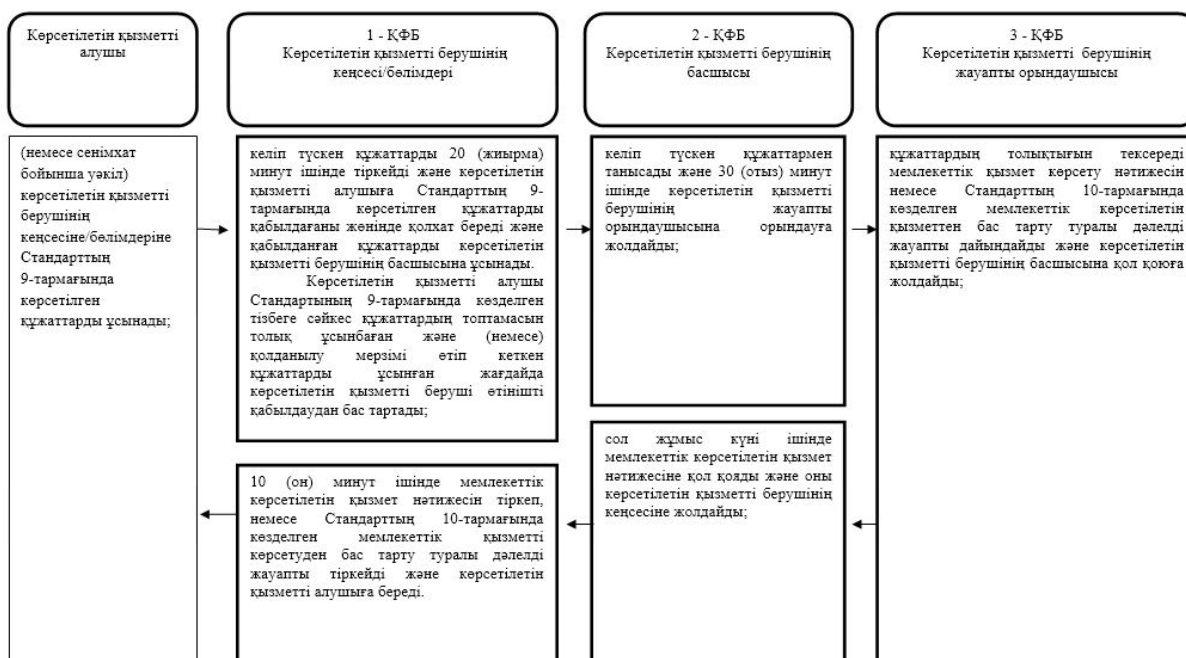 Көрсетілетін қызметті
алушы
1 - ҚФБ
Көрсетілетін қызметті берушінің
кеңсесі/бөлімдері
2 - ҚФБ
Көрсетілетін қызметті берушінің
басшысы
3 - ҚФБ
Көрсетілетін қызметті берушінің
жауапты орындаушысы
(немесе сенімхат
бойынша уәкіл)
көрсетілетін қызметті
берушінің
кеңсесіне/бөлімдеріне
Стандарттың
9-тармағында
көрсетілген
құжаттарды ұсынады;
келіп түскен құжаттарды 20 (жиырма)
минут ішінде тіркейді және көрсетілетін
қызметті алушыға Стандарттың 9-
тармағында көрсетілген құжаттарды
қабылдағаны жөнінде қолхат береді және
қабылданған құжаттарды көрсетілетін
қызметті берушінің басшысына ұсынады.
Көрсетілетін қызметті алушы
Стандартының 9-тармағында көзделген
тізбеге сәйкес құжаттардың топтамасын
толық ұсынбаған және (немесе)
қолданылу мерзімі өтіп кеткен
құжаттарды ұсынған жағдайда
көрсетілетін қызметті беруші өтінішті
қабылдаудан бас тартады;
келіп түскен құжаттармен
танысады және 30 (отыз) минут
ішінде көрсетілетін қызметті
берушінің жауапты
орындаушысына орындауға
жолдайды;
құжаттардың толықтығын тексереді
мемлекеттік қызмет көрсету нәтижесін
немесе Стандарттың 10-тармағында
көзделген мемлекеттік көрсетілетін
қызметтен бас тарту туралы дәлелді
жауапты дайындайды және көрсетілетін
қызметті берушінің басшысына қол қоюға
жолдайды;
сол жұмыс күні ішінде
мемлекеттік көрсетілетін қызмет
нәтижесіне қол қояды және оны
көрсетілетін қызметті берушінің
кеңсесіне жолдайды;
10 (он) минут ішінде мемлекеттік
көрсетілетін қызмет нәтижесін тіркеп,
немесе Стандарттың 10-тармағында
көзделген мемлекеттік қызметті
көрсетуден бас тарту туралы дәлелді
жауапты тіркейді және көрсетілетін
қызметті алушыға береді.